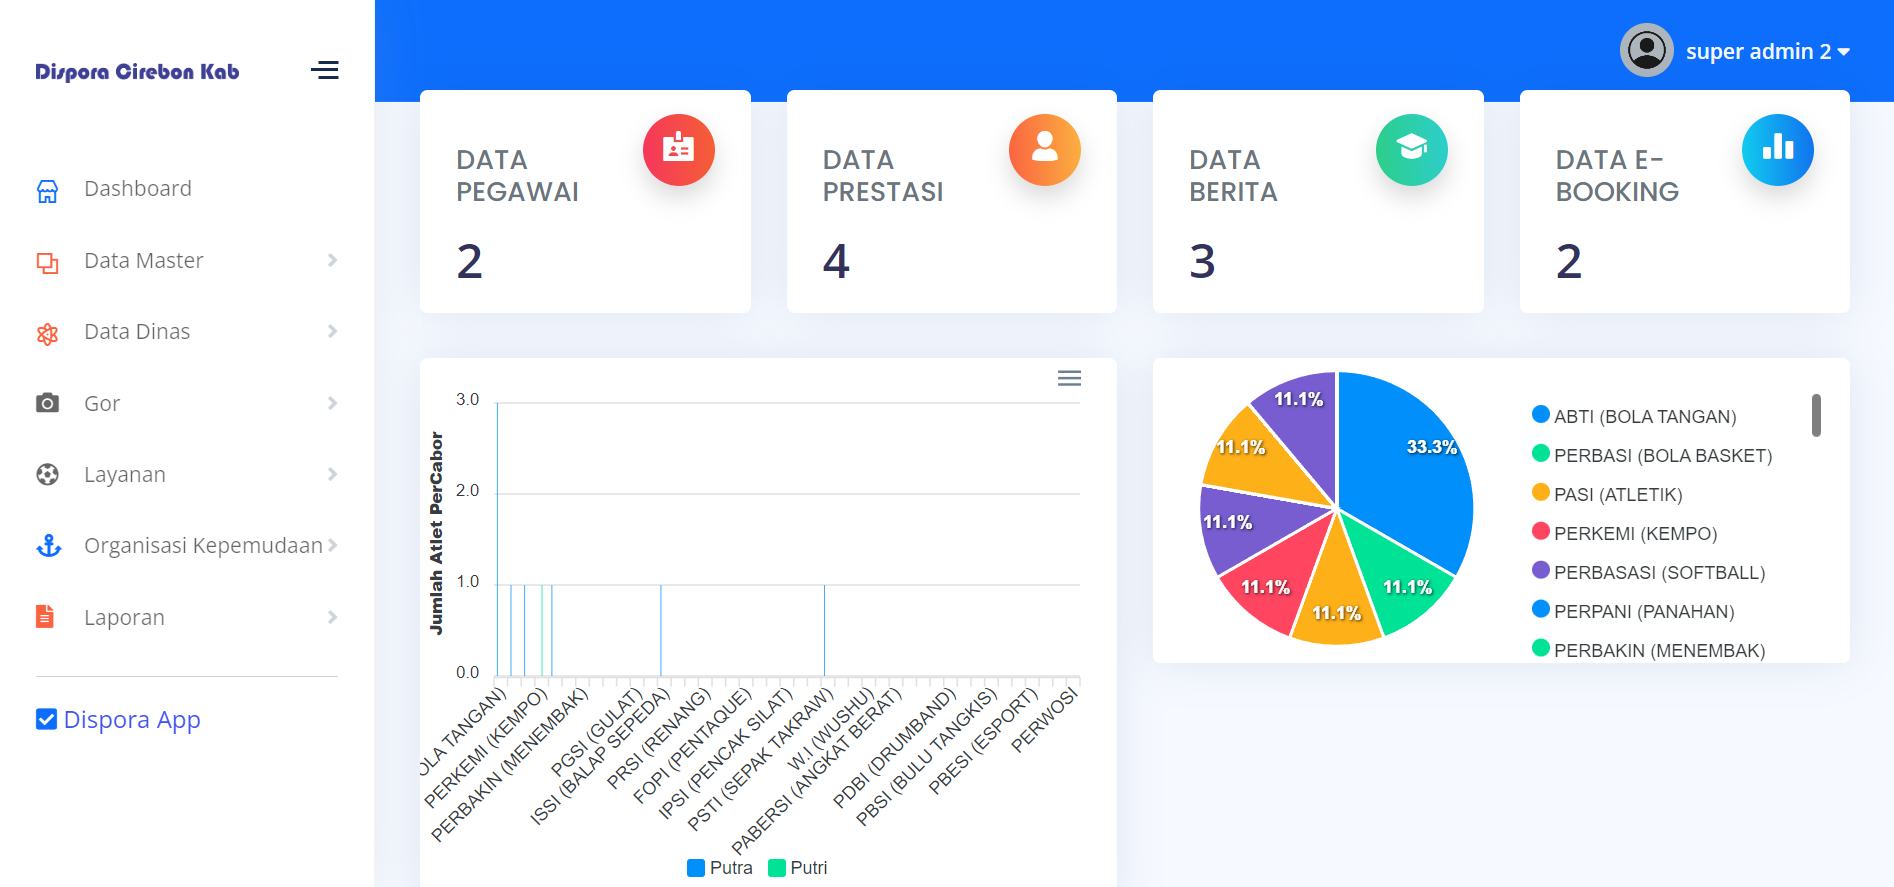 Dispora Cirebon Kab
super admin 2
Dashboard
Data Master
Data Dinas
Gor
Layanan
Organisasi Kepemudaan
Laporan
Dispora App
DATA
PEGAWAI
2
DATA
PRESTASI
4
DATA
BERITA
3
DATA E-
BOOKING
2
Jumlah Atlet PerCabor
3.0
2.0
1.0
0.0
OLA TANGAN)
PERKEMI (KEMPO)
PERBAKIN (MENEMBAK)
PGSI (GULAT)
ISSI (BALAP SEPEDA)
PRSI (RENANG)
FOPI (PENTAQUE)
IPSI (PENCAK SILAT)
PSTI (SEPAK TAKRAW)
W.I (WUSHU)
PABERSI (ANGKAT BERAT)
PDBI (DRUMBAND)
PBSI (BULU TANGKIS)
PBESI (ESPORT)
PERWOSI
Putra
Putri
33.3%
11.1%
11.1%
11.1%
11.1%
11.1%
11.1%
ABTI (BOLA TANGAN)
PERBASI (BOLA BASKET)
PASI (ATLETIK)
PERKEMI (KEMPO)
PERBASASI (SOFTBALL)
PERPANI (PANAHAN)
PERBAKIN (MENEMBAK)